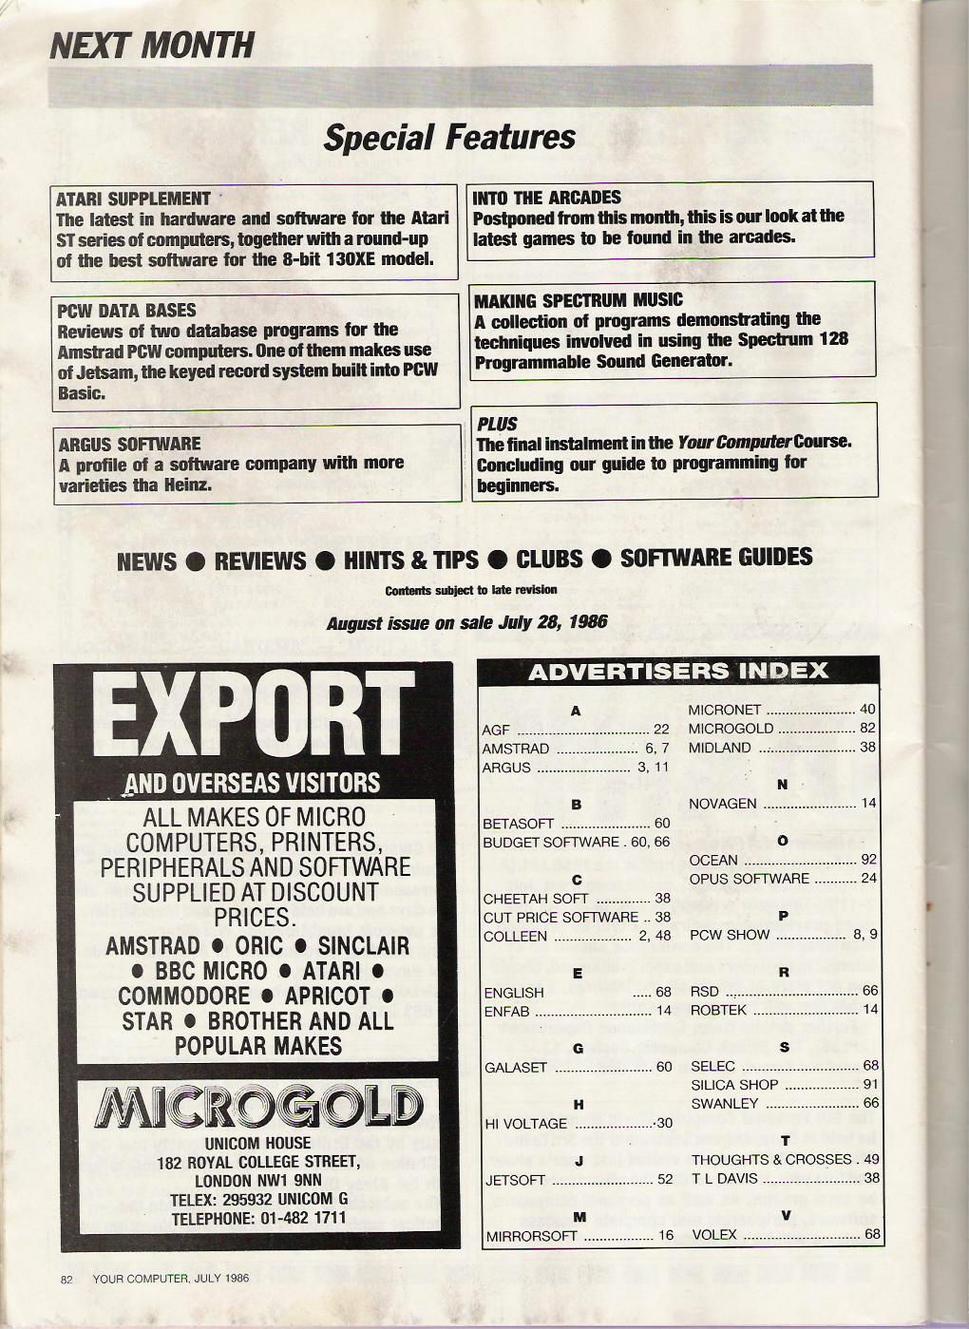 NEXT MONTH
Special Features
ATARI SUPPLEMENT
The latest in hardware and software for the Atari
ST series of computers, together with a round-up
of the best software for the 8-bit 130XE model.
PCW DATA BASES
Reviews of two database programs for the
Amstrad PCW computers. One of them makes use
of Jetsam, the keyed record system built into PCW
Basic.
ARGUS SOFTWARE
A profile of a software company with more
varieties tha Heinz.
INTO THE ARCADES
Postponed from this month, this is our look at the
latest games to be found in the arcades.
MAKING SPECTRUM MUSIC
A collection of programs demonstrating the
techniques involved in using the Spectrum 128
Programmable Sound Generator.
PLUS
The final instalment in the Your Computer Course.
Concluding our guide to programming for
beginners.
NEWS ● REVIEWS ● HINTS & TIPS ● CLUBS ● SOFTWARE GUIDES
Contents subject to late revision
August issue on sale July 28, 1986
EXPORT
AND OVERSEAS VISITORS
ALL MAKES OF MICRO
COMPUTERS, PRINTERS,
PERIPHERALS AND SOFTWARE
SUPPLIED AT DISCOUNT
PRICES.
AMSTRAD ● ORIC ● SINCLAIR
● BBC MICRO ● ATARI ●
COMMODORE ● APRICOT ●
STAR ● BROTHER AND ALL
POPULAR MAKES
MICROGOLD
UNICOM HOUSE
182 ROYAL COLLEGE STREET,
LONDON NW1 9NN
TELEX: 295932 UNICOM G
TELEPHONE: 01-482 1711
ADVERTISERS INDEX
A
AGF ................................ 22
AMSTRAD .................... 6, 7
ARGUS ....................... 3, 11
B
BETASOFT ...................... 60
BUDGET SOFTWARE . 60, 66
C
CHEETAH SOFT ............. 38
CUT PRICE SOFTWARE .. 38
COLLEEN ................... 2, 48
E
ENGLISH ..... 68
ENFAB ............................ 14
G
GALASET ........................ 60
H
HI VOLTAGE ................... 30
J
JETSOFT ......................... 52
M
MIRRORSOFT ................. 16
MICRONET ...................... 40
MICROGOLD ................... 82
MIDLAND ........................ 38
N
NOVAGEN ....................... 14
O
OCEAN ............................ 92
OPUS SOFTWARE .......... 24
P
PCW SHOW ................. 8, 9
R
RSD ................................ 66
ROBTEK .......................... 14
S
SELEC ............................. 68
SILICA SHOP .................. 91
SWANLEY ....................... 66
T
THOUGHTS & CROSSES . 49
T L DAVIS ....................... 38
V
VOLEX ............................. 68
82 YOUR COMPUTER, JULY 1986